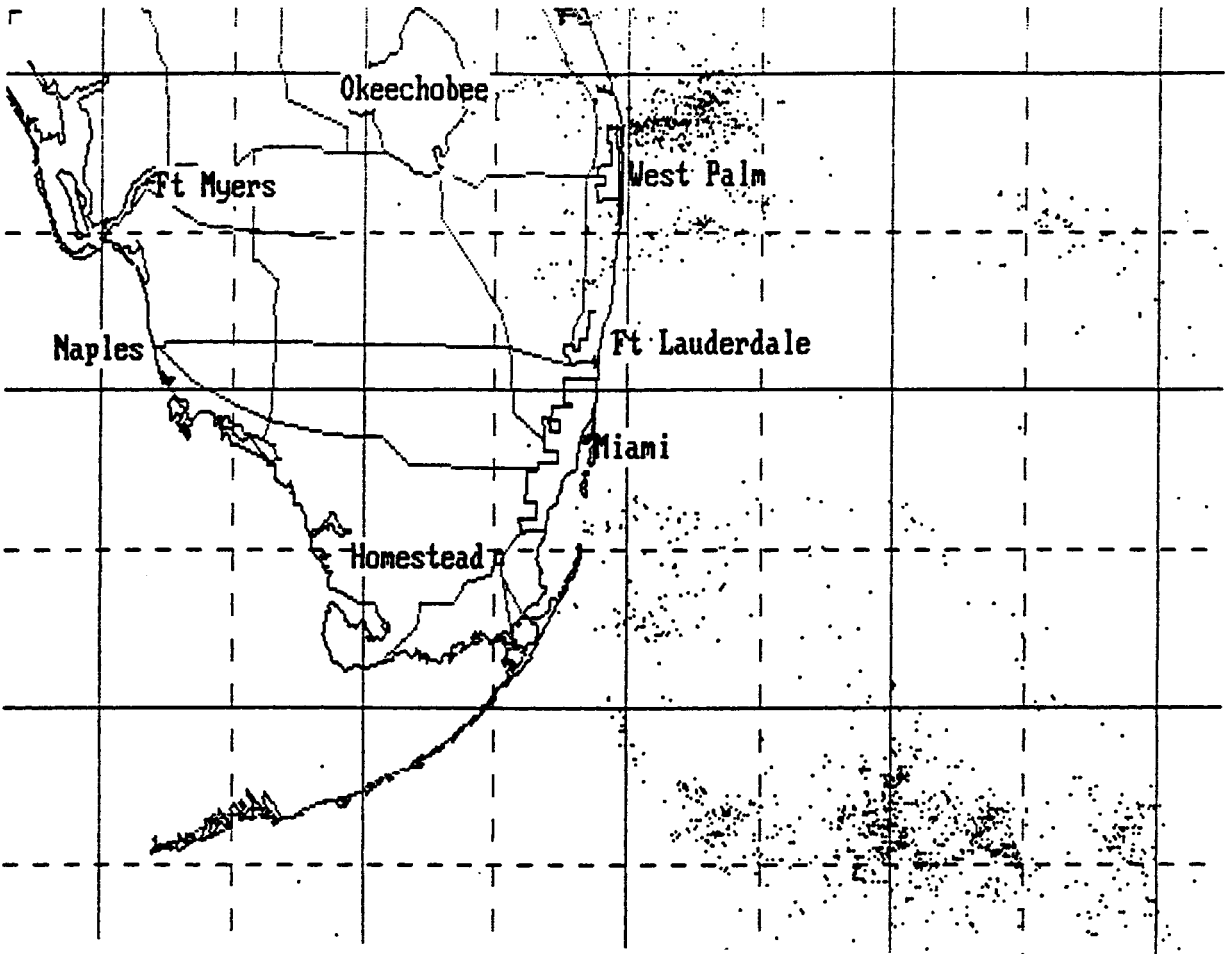 Okeechobee
West Palm
Ft Myers
Ft Lauderdale
Naples
Miami
Homestead